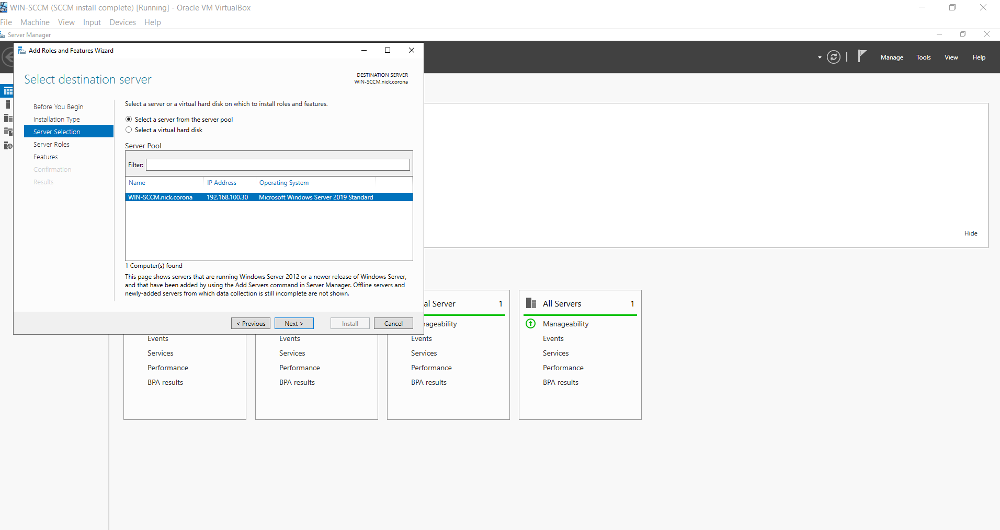 WIN-SCCM (SCCM install complete) [Running] - Oracle VM VirtualBox
File Machine View Input Devices Help
Server Manager
Add Roles and Features Wizard
Manage Tools View Help
Select destination server
DESTINATION SERVER
WIN-SCCM.nick.corona
Before You Begin
Installation Type
Server Selection
Server Roles
Features
Confirmation
Results
Select a server or a virtual hard disk on which to install roles and features.
Select a server from the server pool
Select a virtual hard disk
Server Pool
Filter:
Name IP Address Operating System
WIN-SCCM.nick.corona 192.168.100.30 Microsoft Windows Server 2019 Standard
1 Computer(s) found
This page shows servers that are running Windows Server 2012 or a newer release of Windows Server,
and that have been added by using the Add Servers command in Server Manager. Offline servers and
newly-added servers from which data collection is still incomplete are not shown.
< Previous Next > Install Cancel
Hide
al Server 1
nageability
Events
Services
Performance
BPA results
All Servers 1
Manageability
Events
Services
Performance
BPA results
Events
Services
Performance
BPA results
Events
Services
Performance
BPA results